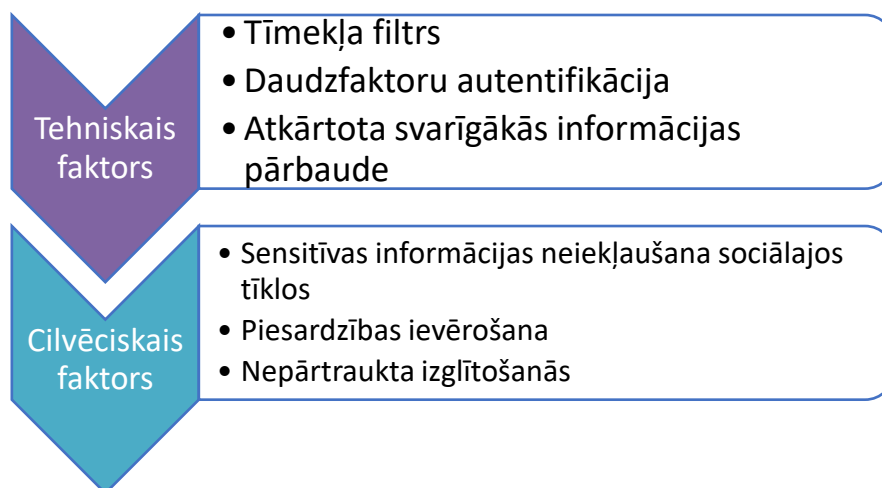 Tehniskais
faktors
• Tīmekļa filtrs
• Daudzfaktoru autentifikācija
• Atkārtota svarīgākās informācijas
pārbaude
Cilvēciskais
faktors
• Sensitīvas informācijas neiekļaušana sociālajos
tīklos
• Piesardzības ievērošana
• Nepārtraukta izglītošanās